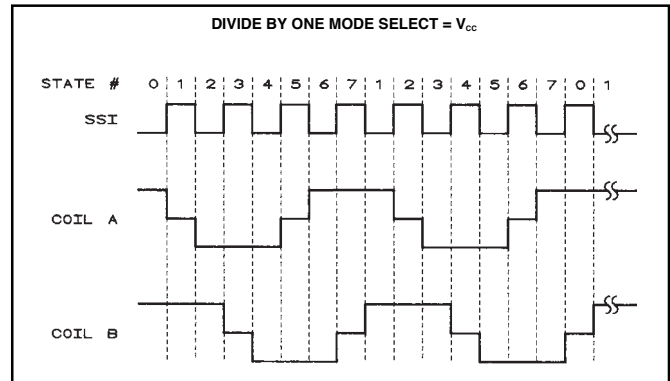 DIVIDE BY ONE MODE SELECT = Vcc
STATE # 0 1 2 3 4 5 6 7 1 2 3 4 5 6 7 0 1
SSI
COIL A
COIL B